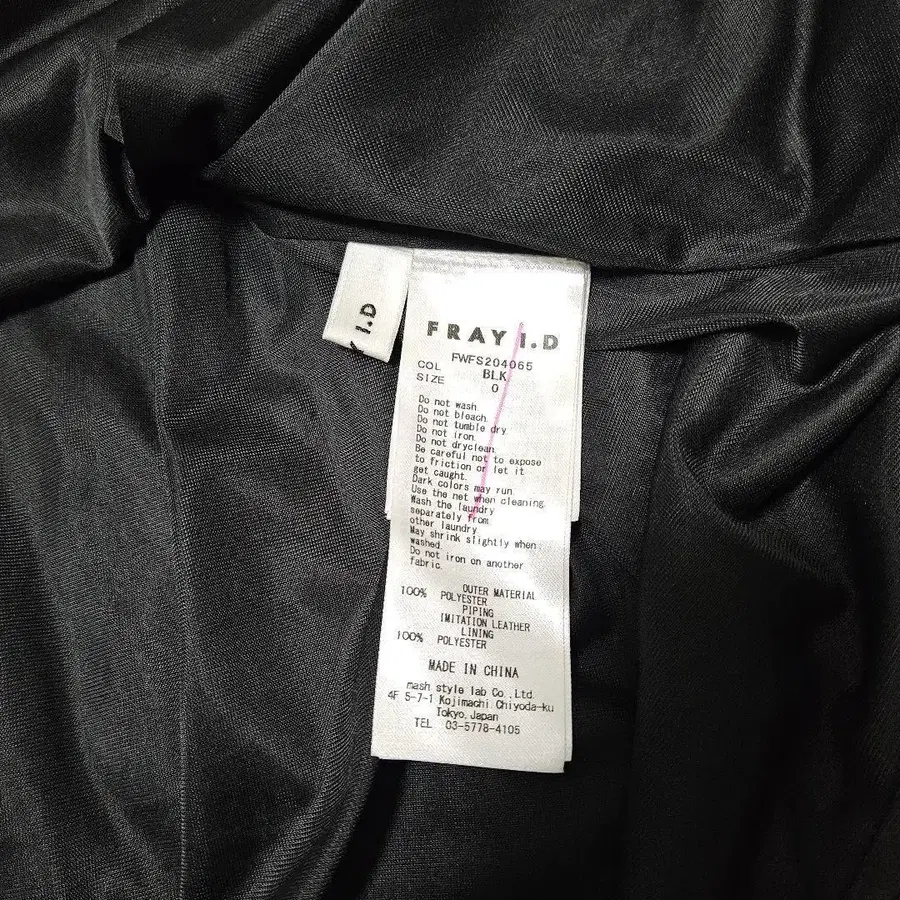 Y I.D
FRAY I.D
FWFS204065
COL BLK
SIZE 0
Do not wash.
Do not bleach.
Do not tumble dry.
Do not iron.
Do not dryclean.
Be careful not to expose
to friction or let it
get caught.
Dark colors may run.
Use the net when cleaning.
Wash the laundry
separately from
other laundry.
May shrink slightly when
washed.
Do not iron on another
fabric.
OUTER MATERIAL
100% POLYESTER
PIPING
IMITATION LEATHER
LINING
100% POLYESTER
MADE IN CHINA
mash style lab Co.,Ltd.
4F 5-7-1 Kojimachi Chiyoda-ku
Tokyo,Japan
TEL 03-5778-4105